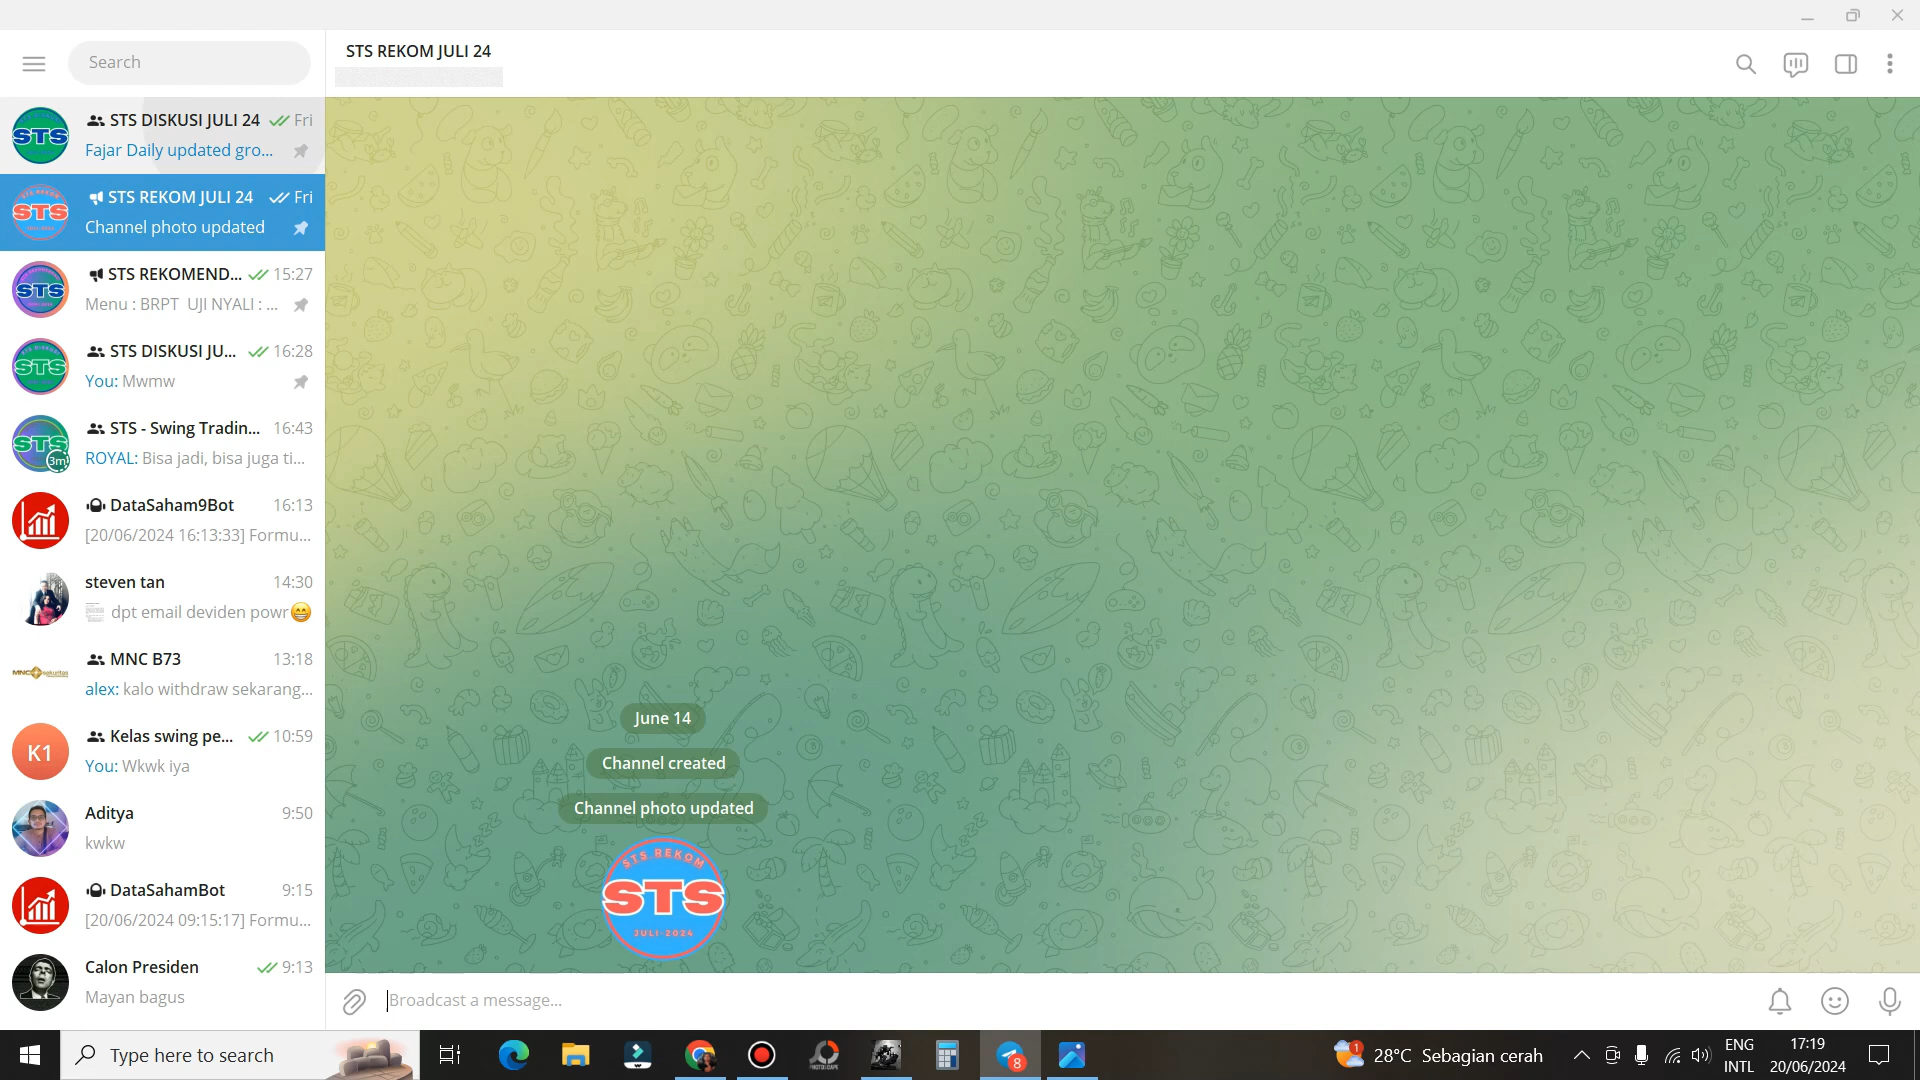 Search
STS DISKUSI JULI 24 Fri
Fajar Daily updated gro...
STS REKOM JULI 24 Fri
Channel photo updated
STS REKOMEND... 15:27
Menu : BRPT UJI NYALI : ...
STS DISKUSI JU... 16:28
You: Mwmw
STS - Swing Tradin... 16:43
3m
ROYAL: Bisa jadi, bisa juga ti...
DataSaham9Bot 16:13
[20/06/2024 16:13:33] Formu...
steven tan 14:30
dpt email deviden powr😁
MNC B73 13:18
alex: kalo withdraw sekarang...
K1
Kelas swing pe... 10:59
You: Wkwk iya
Aditya 9:50
kwkw
DataSahamBot 9:15
[20/06/2024 09:15:17] Formu...
Calon Presiden 9:13
Mayan bagus
STS REKOM JULI 24
June 14
Channel created
Channel photo updated
STS REKOM
STS
JULI-2024
Broadcast a message...
Type here to search
8
1
28°C Sebagian cerah
ENG
INTL
17:19
20/06/2024